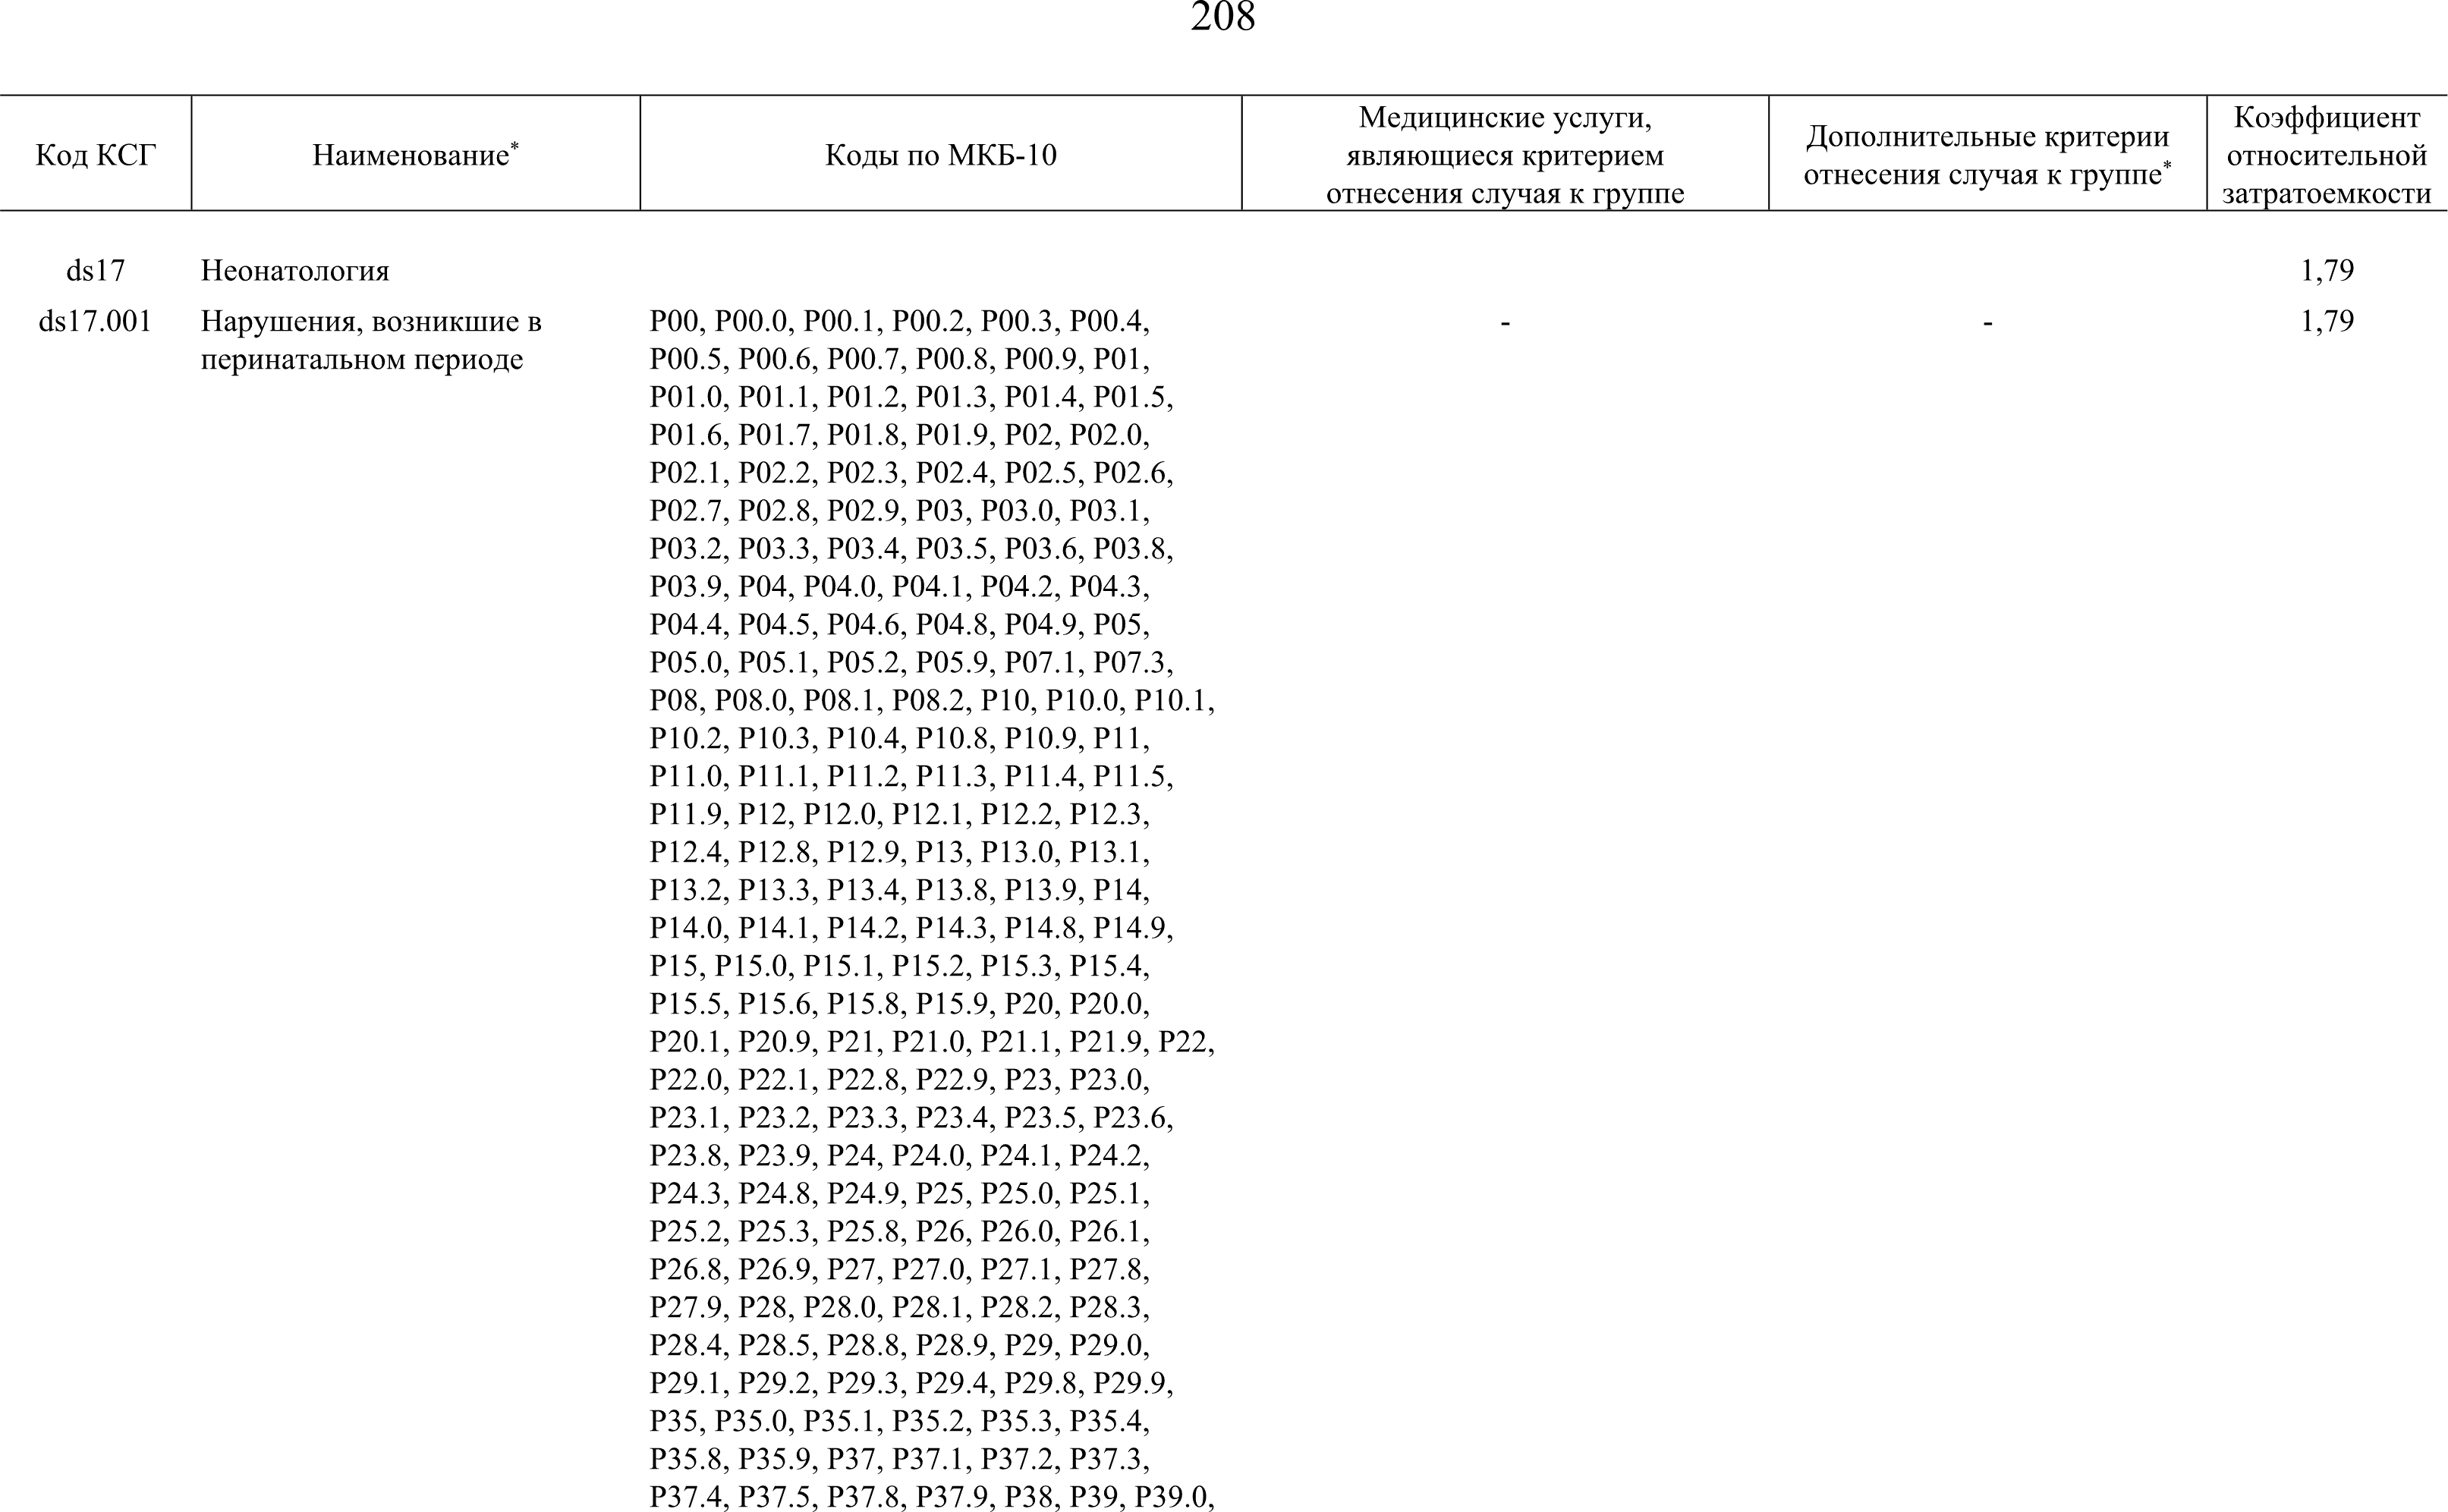 208
Код КСГ
Наименование*
Коды по МКБ-10
Медицинские услуги,
являющиеся критерием
отнесения случая к группе
Дополнительные критерии
отнесения случая к группе*
Коэффициент
относительной
затратоемкости
ds17 Неонатология 1,79
ds17.001 Нарушения, возникшие в P00, P00.0, P00.1, P00.2, P00.3, P00.4, - - 1,79
перинатальном периоде P00.5, P00.6, P00.7, P00.8, P00.9, P01,
P01.0, P01.1, P01.2, P01.3, P01.4, P01.5,
P01.6, P01.7, P01.8, P01.9, P02, P02.0,
P02.1, P02.2, P02.3, P02.4, P02.5, P02.6,
P02.7, P02.8, P02.9, P03, P03.0, P03.1,
P03.2, P03.3, P03.4, P03.5, P03.6, P03.8,
P03.9, P04, P04.0, P04.1, P04.2, P04.3,
P04.4, P04.5, P04.6, P04.8, P04.9, P05,
P05.0, P05.1, P05.2, P05.9, P07.1, P07.3,
P08, P08.0, P08.1, P08.2, P10, P10.0, P10.1,
P10.2, P10.3, P10.4, P10.8, P10.9, P11,
P11.0, P11.1, P11.2, P11.3, P11.4, P11.5,
P11.9, P12, P12.0, P12.1, P12.2, P12.3,
P12.4, P12.8, P12.9, P13, P13.0, P13.1,
P13.2, P13.3, P13.4, P13.8, P13.9, P14,
P14.0, P14.1, P14.2, P14.3, P14.8, P14.9,
P15, P15.0, P15.1, P15.2, P15.3, P15.4,
P15.5, P15.6, P15.8, P15.9, P20, P20.0,
P20.1, P20.9, P21, P21.0, P21.1, P21.9, P22,
P22.0, P22.1, P22.8, P22.9, P23, P23.0,
P23.1, P23.2, P23.3, P23.4, P23.5, P23.6,
P23.8, P23.9, P24, P24.0, P24.1, P24.2,
P24.3, P24.8, P24.9, P25, P25.0, P25.1,
P25.2, P25.3, P25.8, P26, P26.0, P26.1,
P26.8, P26.9, P27, P27.0, P27.1, P27.8,
P27.9, P28, P28.0, P28.1, P28.2, P28.3,
P28.4, P28.5, P28.8, P28.9, P29, P29.0,
P29.1, P29.2, P29.3, P29.4, P29.8, P29.9,
P35, P35.0, P35.1, P35.2, P35.3, P35.4,
P35.8, P35.9, P37, P37.1, P37.2, P37.3,
P37.4, P37.5, P37.8, P37.9, P38, P39, P39.0,